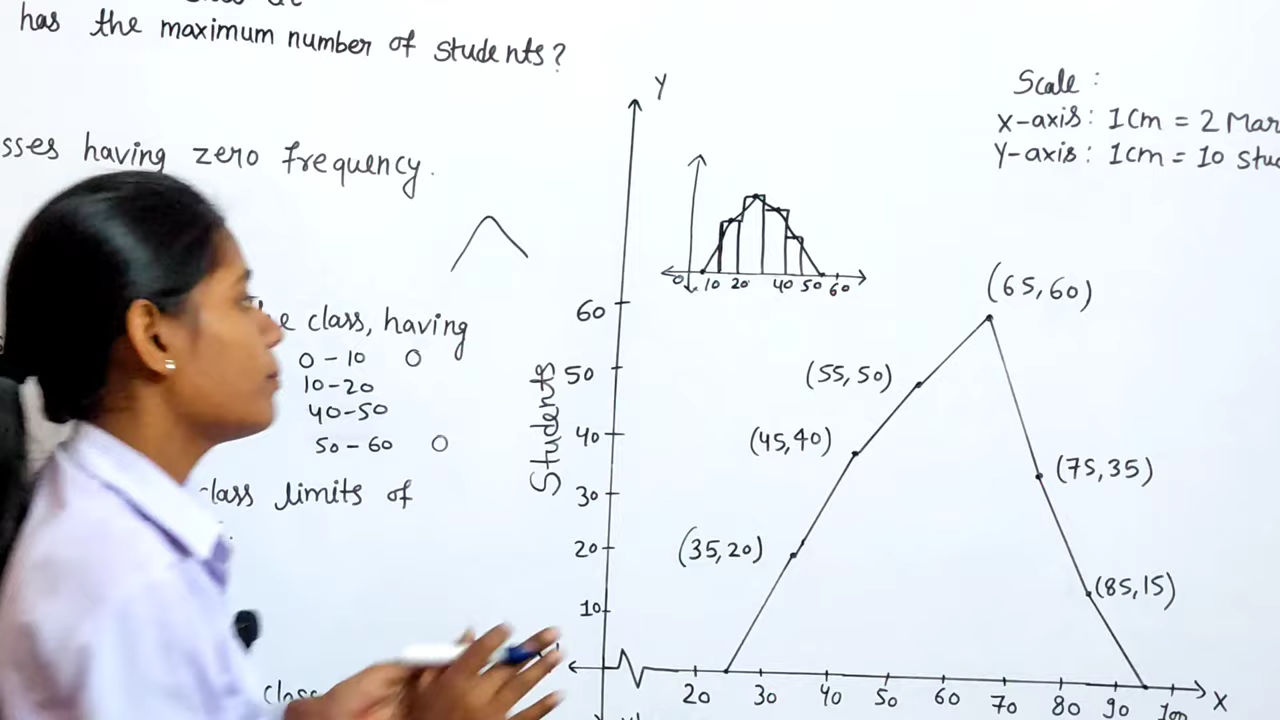 has the maximum number of students?
sses having zero frequency.
e class, having
0 - 10 0
10-20
40-50
50 - 60 0
class limits of
class
Y
Scale :
X-axis: 1cm = 2 Mar
Y-axis: 1cm = 10 Stu
0 10 20 40 50 60
Students
60
50
40
30
20
10
(65,60)
(55,50)
(45,40)
(75,35)
(35,20)
(85,15)
20 30 40 50 60 70 80 90 100 X